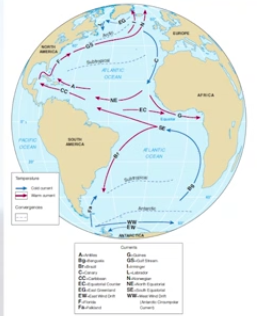 EG
I
N
Arctic
L
NORTH
AMERICA
EUROPE
GS
ATLANTIC
OCEAN
C
Subtropical
A
CC
NE
AFRICA
EC
G
Equator
SE
PACIFIC
OCEAN
SOUTH
AMERICA
ATLANTIC
OCEAN
Br
Subtropical
Bg
Fa
Antarctic
WW
EW
ANTARCTICA
Temperature
Cold current
Warm current
Convergences
Currents
A=Antilles
Bg=Benguela
Br=Brazil
C=Canary
CC=Caribbean
EC=Equatorial Counter
EG=East Greenland
EW=East Wind Drift
Fa=Falkland
G=Guinea
GS=Gulf Stream
I=Irminger
L=Labrador
N=Norwegian
NE=North Equatorial
SE=South Equatorial
WW=West Wind Drift
(Antarctic Circumpolar
Current)